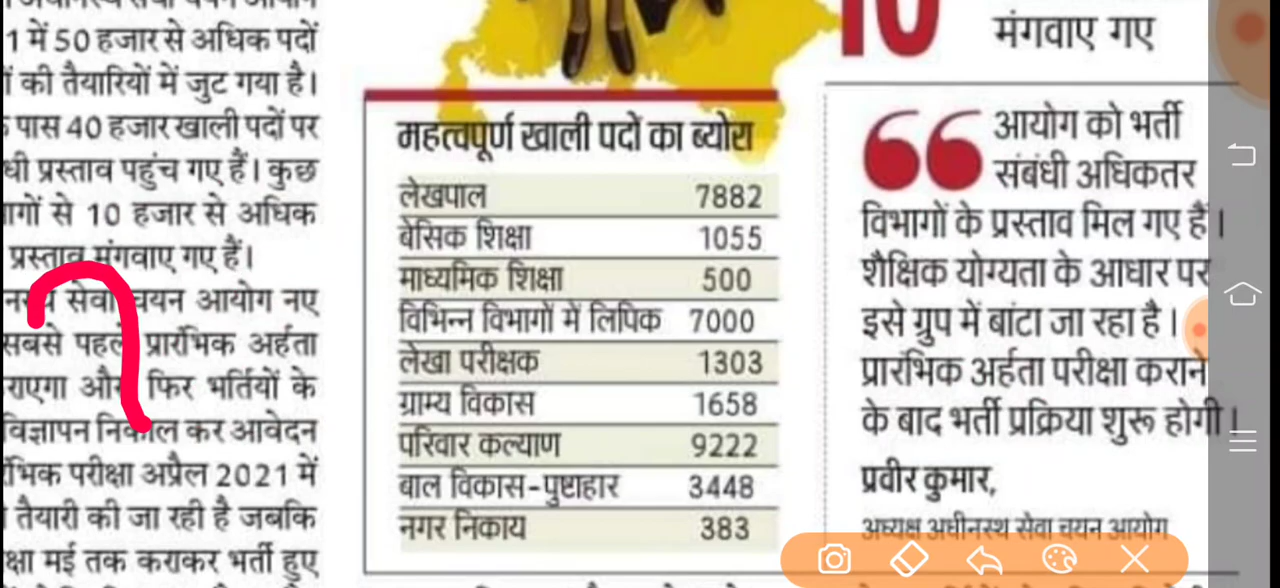 1 में 50 हजार से अधिक पदों
की तैयारियों में जुट गया है।
पास 40 हजार खाली पदों पर
धी प्रस्ताव पहुंच गए हैं। कुछ
ागों से 10 हजार से अधिक
प्रस्ताव मंगवाए गए हैं।
सेवा चयन आयोग नए
सबसे पहले प्रारंभिक अर्हता
राएगा और फिर भर्तियों के
विज्ञापन निकाल कर आवेदन
रंभिक परीक्षा अप्रैल 2021 में
तैयारी की जा रही है जबकि
क्षा मई तक कराकर भर्ती हुए
महत्वपूर्ण खाली पदों का ब्योरा
लेखपाल 7882
बेसिक शिक्षा 1055
माध्यमिक शिक्षा 500
विभिन्न विभागों में लिपिक 7000
लेखा परीक्षक 1303
ग्राम्य विकास 1658
परिवार कल्याण 9222
बाल विकास-पुष्टाहार 3448
नगर निकाय 383
10
मंगवाए गए
“ आयोग को भर्ती
संबंधी अधिकतर
विभागों के प्रस्ताव मिल गए हैं।
शैक्षिक योग्यता के आधार पर
इसे ग्रुप में बांटा जा रहा है।
प्रारंभिक अर्हता परीक्षा कराने
के बाद भर्ती प्रक्रिया शुरू होगी।
प्रवीर कुमार,
अध्यक्ष अधीनस्थ सेवा चयन आयोग